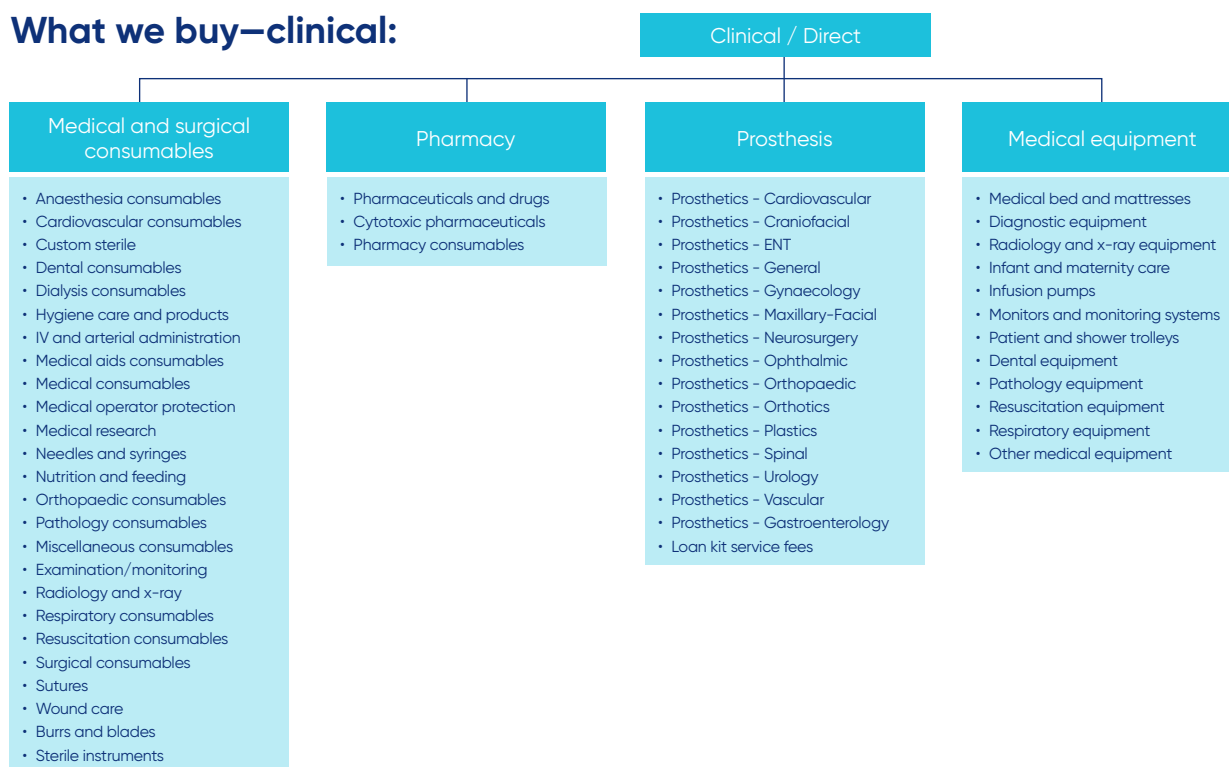 What we buy—clinical:
Clinical / Direct
Medical and surgical
consumables
• Anaesthesia consumables
• Cardiovascular consumables
• Custom sterile
• Dental consumables
• Dialysis consumables
• Hygiene care and products
• IV and arterial administration
• Medical aids consumables
• Medical consumables
• Medical operator protection
• Medical research
• Needles and syringes
• Nutrition and feeding
• Orthopaedic consumables
• Pathology consumables
• Miscellaneous consumables
• Examination/monitoring
• Radiology and x-ray
• Respiratory consumables
• Resuscitation consumables
• Surgical consumables
• Sutures
• Wound care
• Burrs and blades
• Sterile instruments
Pharmacy
• Pharmaceuticals and drugs
• Cytotoxic pharmaceuticals
• Pharmacy consumables
Prosthesis
• Prosthetics - Cardiovascular
• Prosthetics - Craniofacial
• Prosthetics - ENT
• Prosthetics - General
• Prosthetics - Gynaecology
• Prosthetics - Maxillary-Facial
• Prosthetics - Neurosurgery
• Prosthetics - Ophthalmic
• Prosthetics - Orthopaedic
• Prosthetics - Orthotics
• Prosthetics - Plastics
• Prosthetics - Spinal
• Prosthetics - Urology
• Prosthetics - Vascular
• Prosthetics - Gastroenterology
• Loan kit service fees
Medical equipment
• Medical bed and mattresses
• Diagnostic equipment
• Radiology and x-ray equipment
• Infant and maternity care
• Infusion pumps
• Monitors and monitoring systems
• Patient and shower trolleys
• Dental equipment
• Pathology equipment
• Resuscitation equipment
• Respiratory equipment
• Other medical equipment